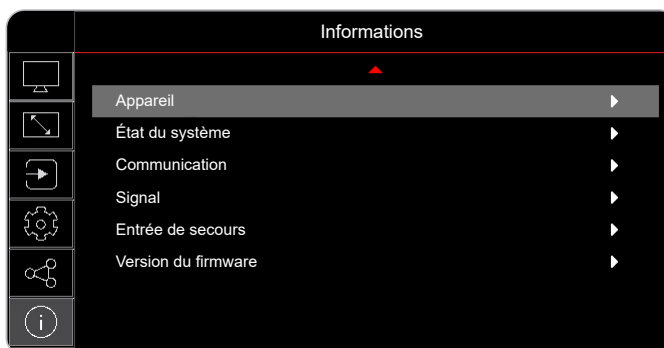 Informations
Appareil
État du système
Communication
Signal
Entrée de secours
Version du firmware